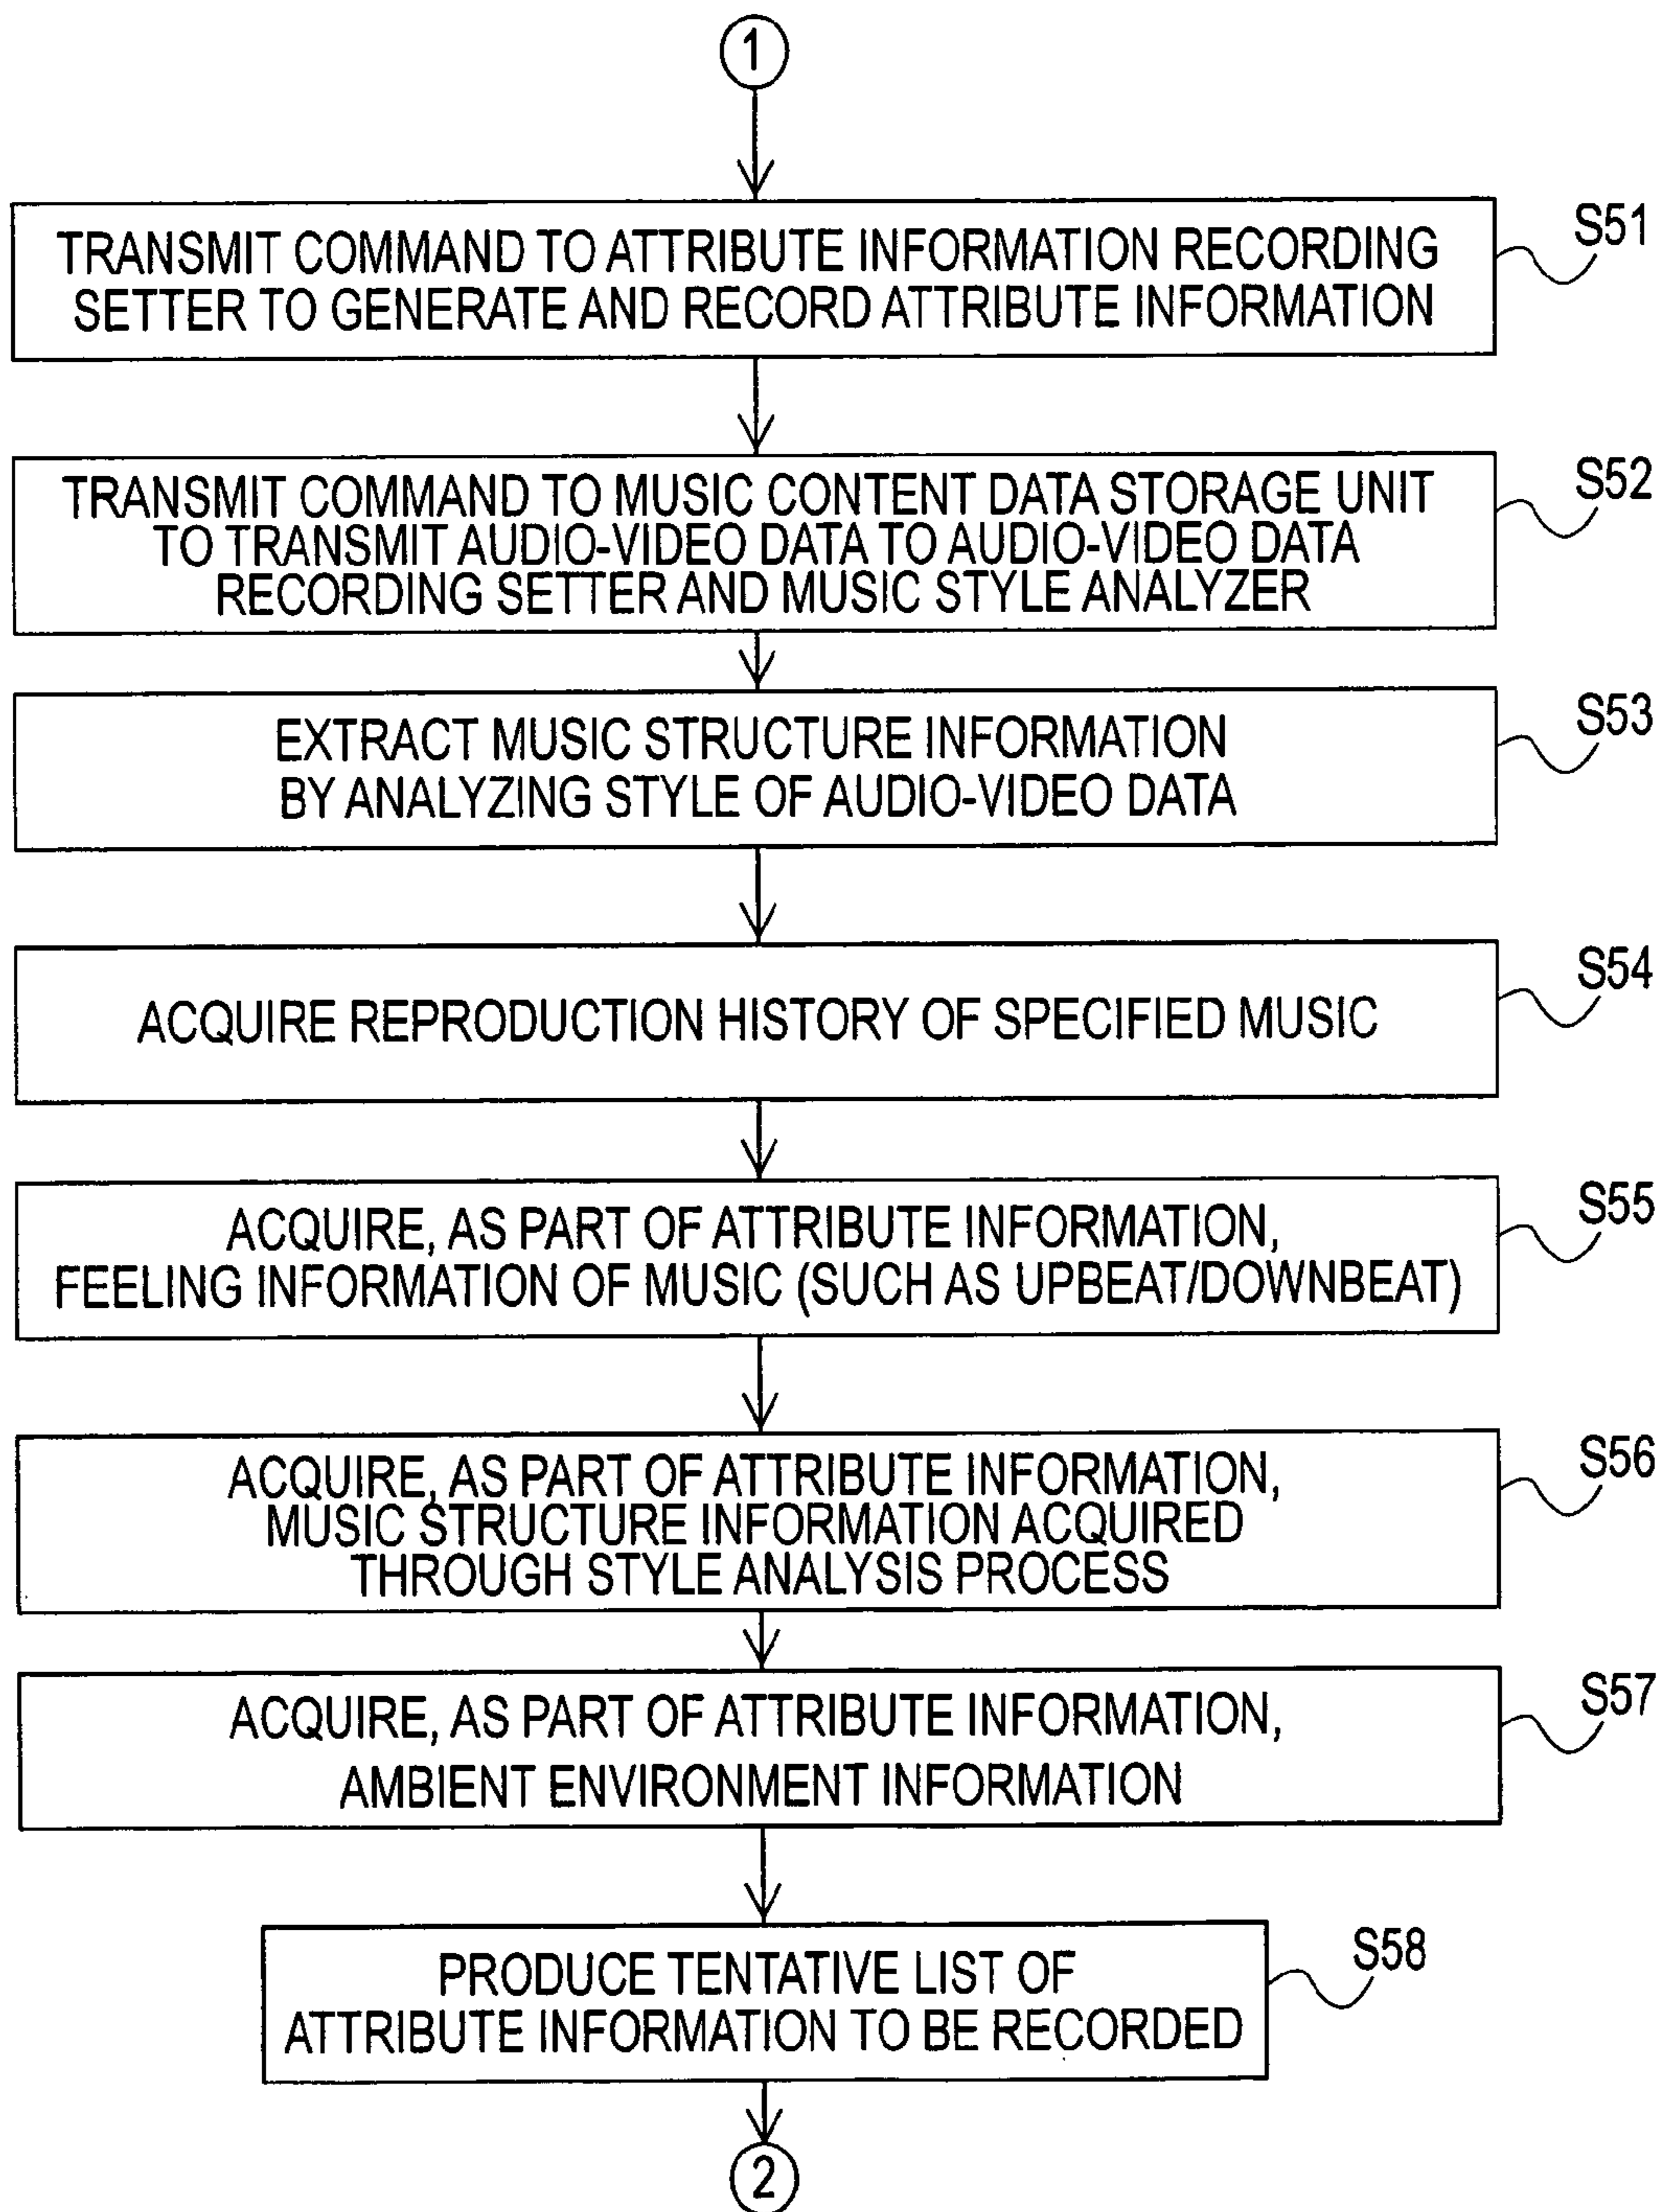 1
TRANSMIT COMMAND TO ATTRIBUTE INFORMATION RECORDING
SETTER TO GENERATE AND RECORD ATTRIBUTE INFORMATION
S51
TRANSMIT COMMAND TO MUSIC CONTENT DATA STORAGE UNIT
TO TRANSMIT AUDIO-VIDEO DATA TO AUDIO-VIDEO DATA
RECORDING SETTER AND MUSIC STYLE ANALYZER
S52
EXTRACT MUSIC STRUCTURE INFORMATION
BY ANALYZING STYLE OF AUDIO-VIDEO DATA
S53
ACQUIRE REPRODUCTION HISTORY OF SPECIFIED MUSIC
S54
ACQUIRE, AS PART OF ATTRIBUTE INFORMATION,
FEELING INFORMATION OF MUSIC (SUCH AS UPBEAT/DOWNBEAT)
S55
ACQUIRE, AS PART OF ATTRIBUTE INFORMATION,
MUSIC STRUCTURE INFORMATION ACQUIRED
THROUGH STYLE ANALYSIS PROCESS
S56
ACQUIRE, AS PART OF ATTRIBUTE INFORMATION,
AMBIENT ENVIRONMENT INFORMATION
S57
PRODUCE TENTATIVE LIST OF
ATTRIBUTE INFORMATION TO BE RECORDED
S58
2